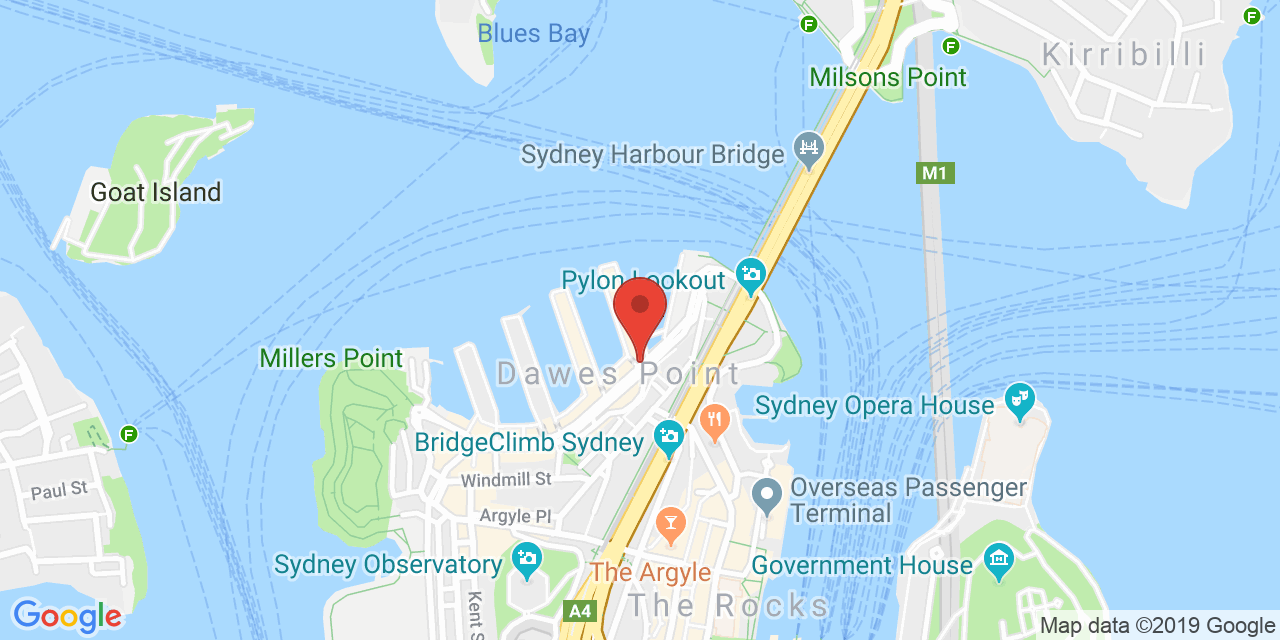 Blues Bay
F
F
F
Kirribilli
Milsons Point
Sydney Harbour Bridge
M1
Goat Island
Pylon Lookout
Millers Point
Dawes Point
Sydney Opera House
F
BridgeClimb Sydney
Windmill St
Paul St
Overseas Passenger
Terminal
Argyle Pl
Sydney Observatory
The Argyle
Government House
Kent S
A4
The Rocks
Google
Map data ©2019 Google